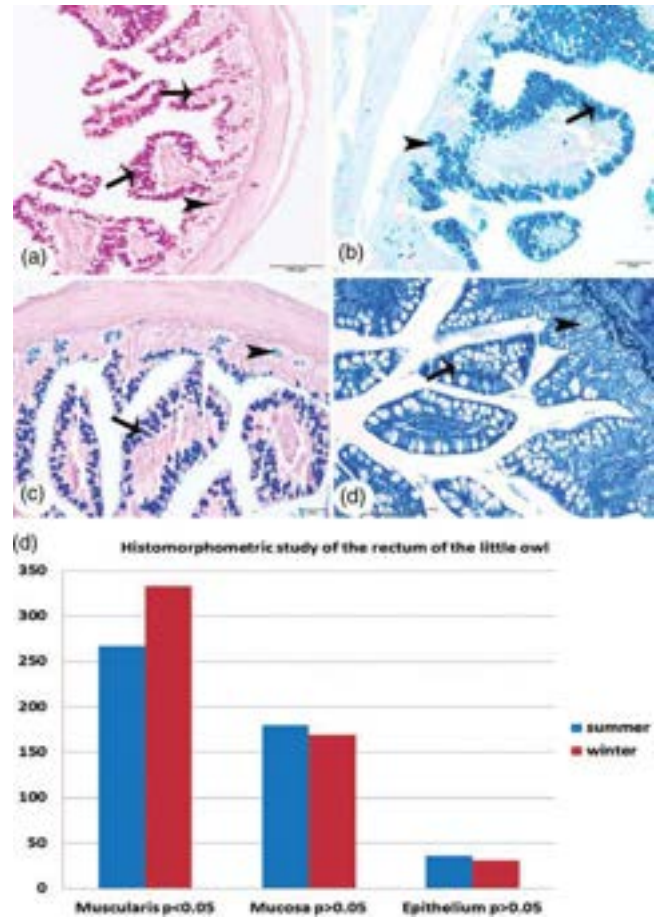 (a)
(b)
(c)
(d)
(d)
Histomorphometric study of the rectum of the little owl
350
300
250
200
150
100
50
0
summer
winter
Muscularis p<0.05 Mucosa p>0.05 Epithelium p>0.05